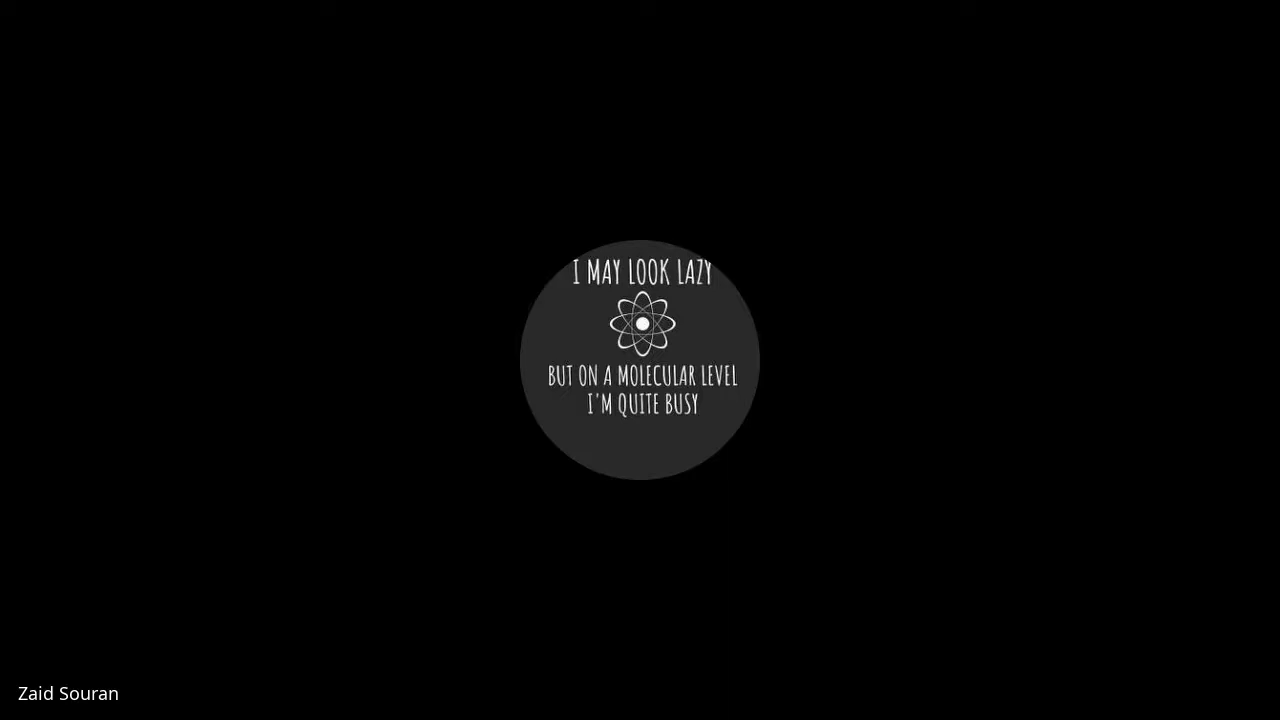 I MAY LOOK LAZY
BUT ON A MOLECULAR LEVEL
I'M QUITE BUSY
Zaid Souran